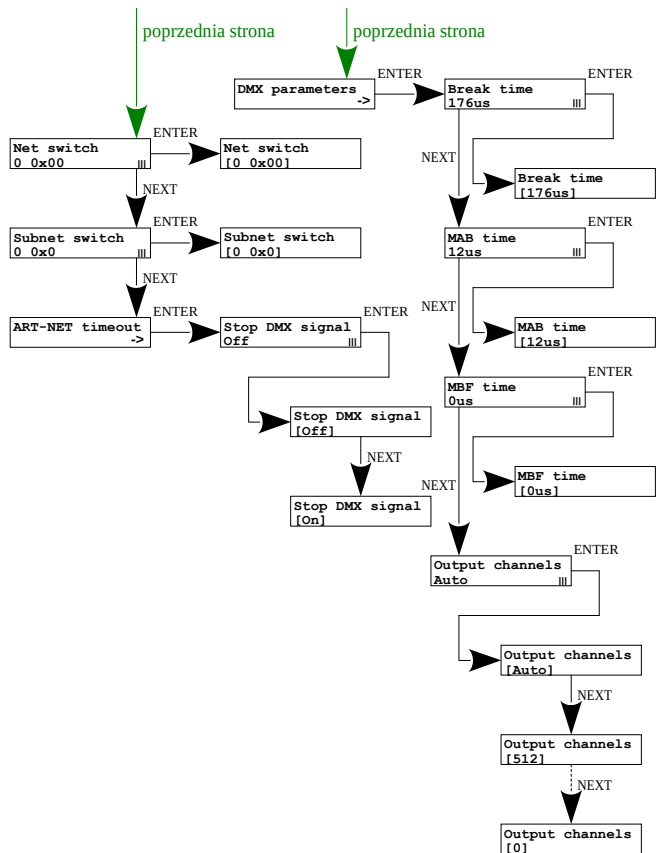 poprzednia strona
poprzednia strona
DMX parameters
->
ENTER
Break time
176us
ENTER
NEXT
Break time
[176us]
Net switch
0 0x00
ENTER
Net switch
[0 0x00]
NEXT
Subnet switch
0 0x0
ENTER
Subnet switch
[0 0x0]
NEXT
MAB time
12us
ENTER
NEXT
MAB time
[12us]
ART-NET timeout
->
ENTER
Stop DMX signal
Off
ENTER
Stop DMX signal
[Off]
NEXT
Stop DMX signal
[On]
MBF time
0us
ENTER
NEXT
MBF time
[0us]
Output channels
Auto
ENTER
Output channels
[Auto]
NEXT
Output channels
[512]
NEXT
Output channels
[0]